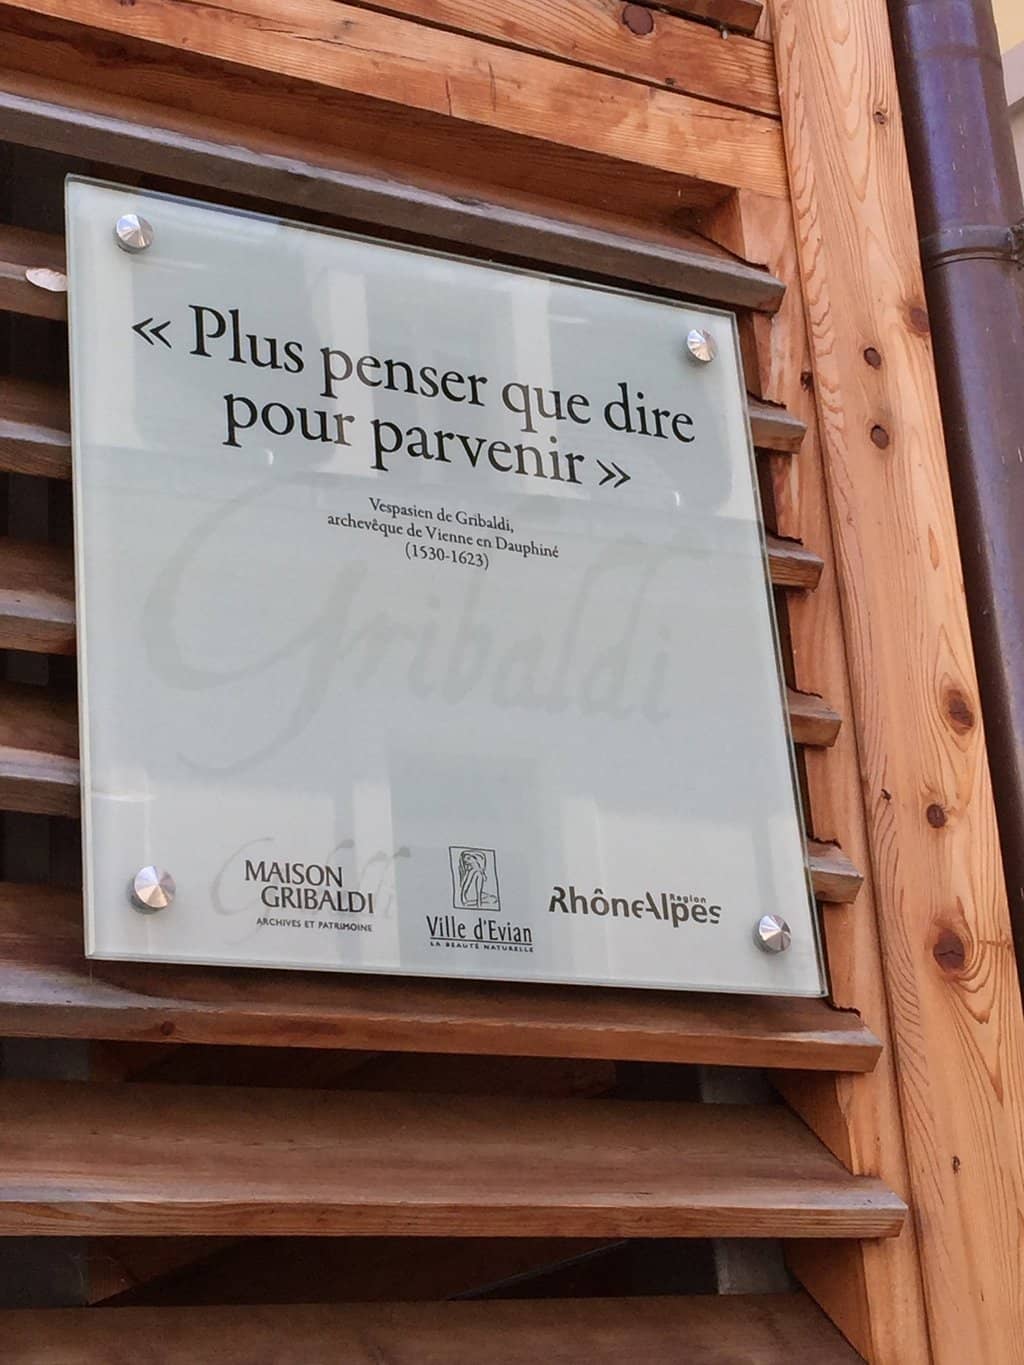 « Plus penser que dire
pour parvenir »
Vespasien de Gribaldi,
archevêque de Vienne en Dauphiné
(1530-1623)
Gribaldi
Gribaldi
MAISON
GRIBALDI
ARCHIVES ET PATRIMOINE
Ville d'Evian
LA BEAUTÉ NATURELLE
RhôneAlpes Région